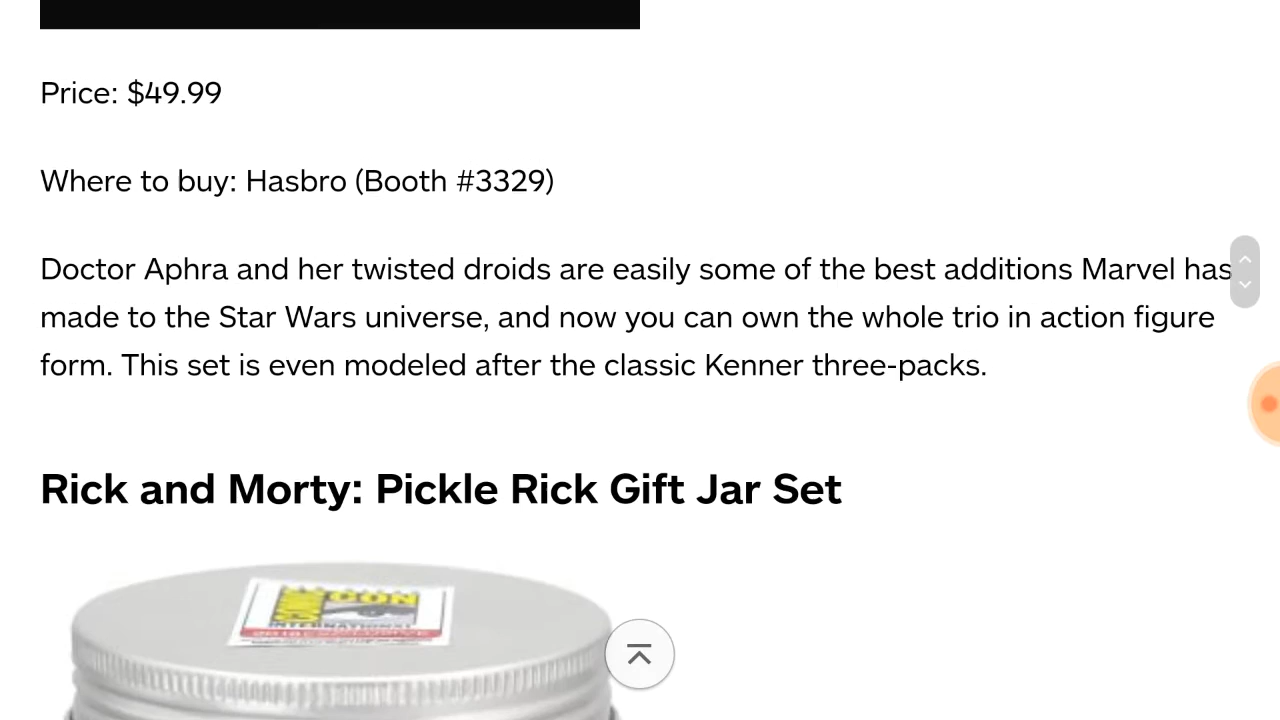 Price: $49.99
Where to buy: Hasbro (Booth #3329)
Doctor Aphra and her twisted droids are easily some of the best additions Marvel has
made to the Star Wars universe, and now you can own the whole trio in action figure
form. This set is even modeled after the classic Kenner three-packs.
Rick and Morty: Pickle Rick Gift Jar Set
COMIC CON
INTERNATIONAL